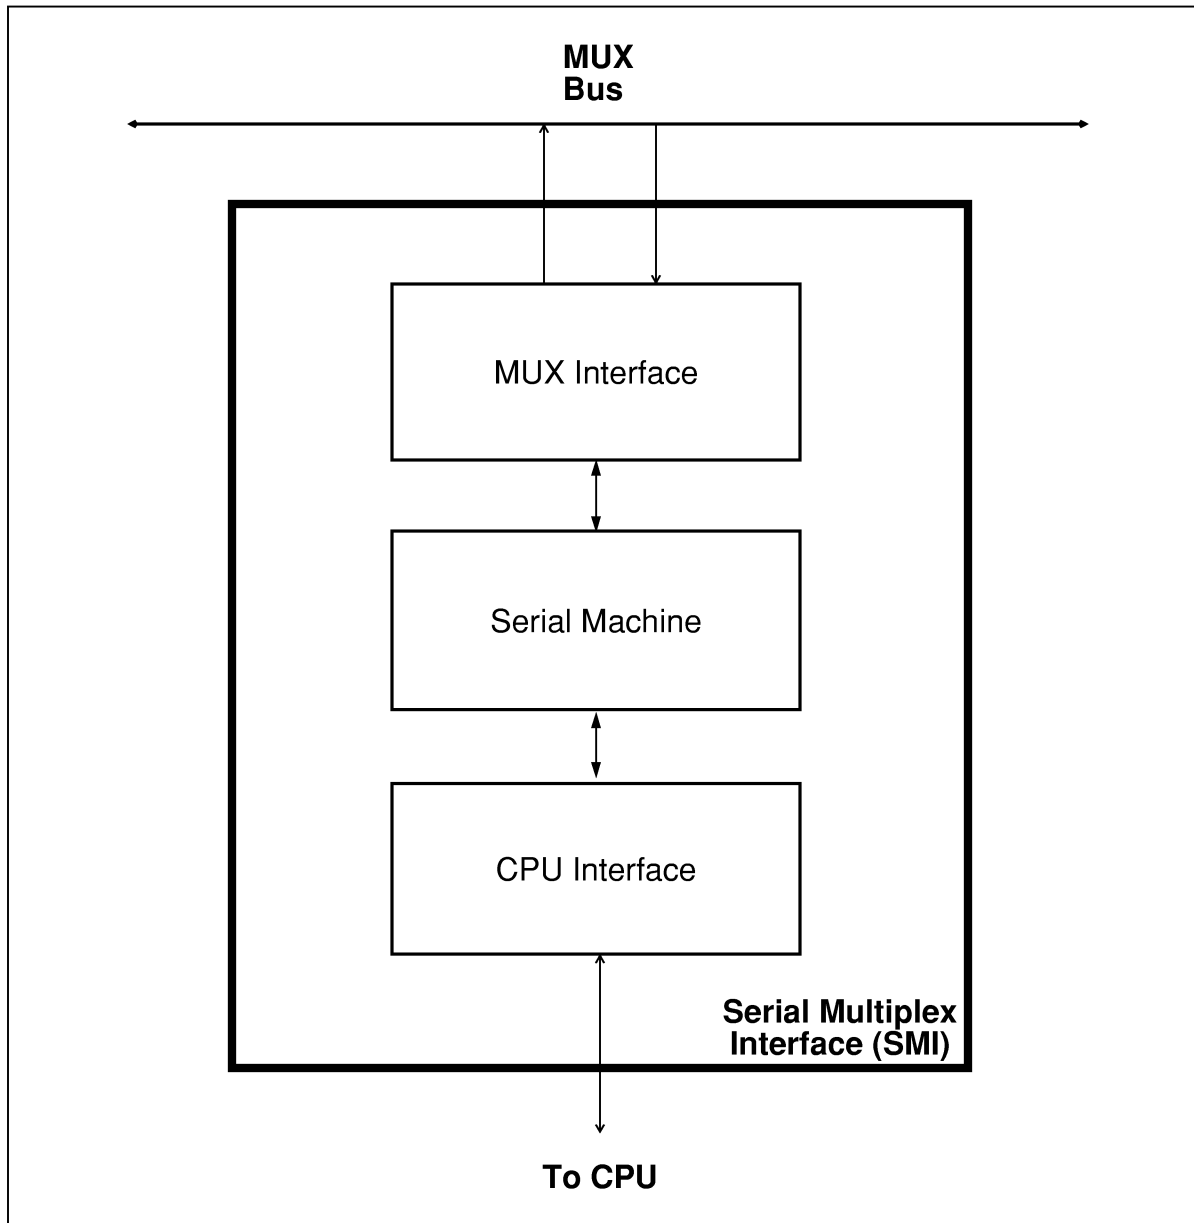 MUX
Bus
MUX Interface
Serial Machine
CPU Interface
Serial Multiplex
Interface (SMI)
To CPU